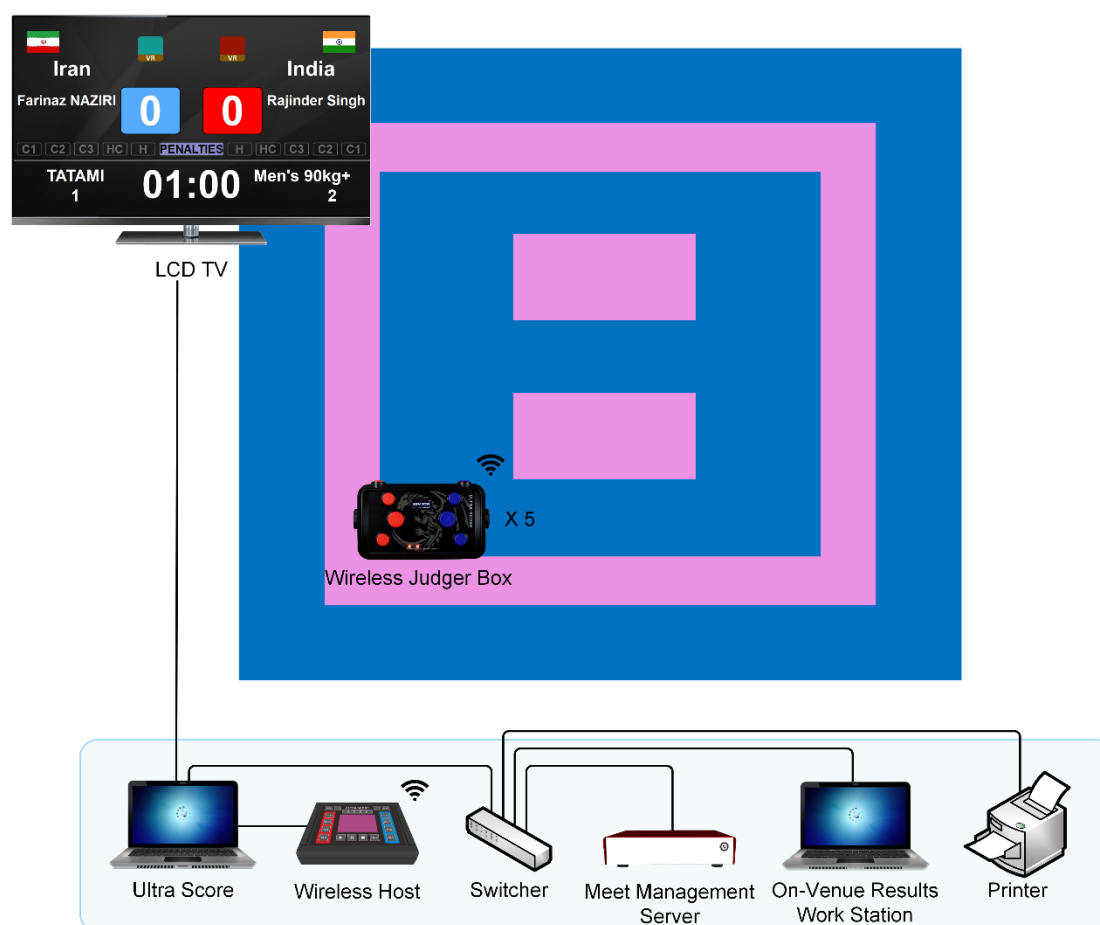 Iran
VR
VR
India
Farinaz NAZIRI
0
0
Rajinder Singh
C1 C2 C3 HC H PENALTIES H HC C3 C2 C1
TATAMI
1
01:00
Men's 90kg+
2
LCD TV
X 5
Wireless Judger Box
Ultra Score
Wireless Host
Switcher
Meet Management
Server
On-Venue Results
Work Station
Printer